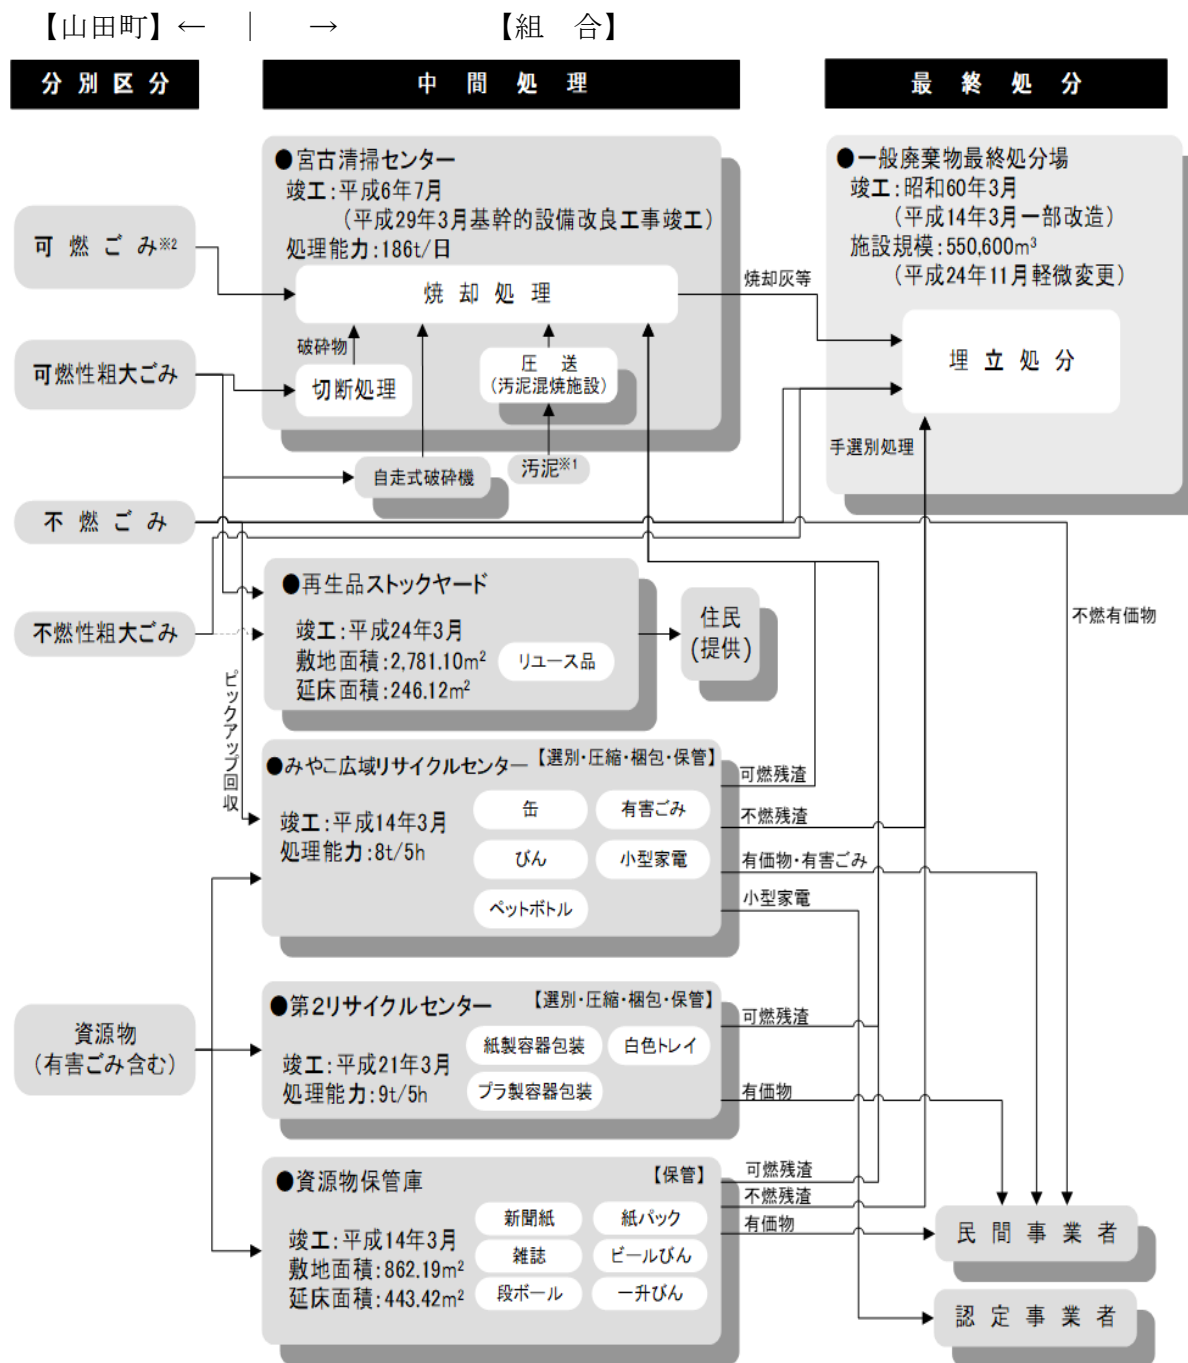 【山田町】← | → 【組　合】
分別区分
中間処理
最終処分
可燃ごみ※2
可燃性粗大ごみ
不燃ごみ
不燃性粗大ごみ
資源物
（有害ごみ含む）
●宮古清掃センター
竣工：平成6年7月
（平成29年3月基幹的設備改良工事竣工）
処理能力：186t/日
焼却処理
破砕物
切断処理
圧送
（汚泥混焼施設）
自走式破砕機
汚泥※1
焼却灰等
●一般廃棄物最終処分場
竣工：昭和60年3月
（平成14年3月一部改造）
施設規模：550,600m³
（平成24年11月軽微変更）
埋立処分
手選別処理
●再生品ストックヤード
竣工：平成24年3月
敷地面積：2,781.10m²
延床面積：246.12m²
リユース品
住民
（提供）
不燃有価物
ピックアップ回収
●みやこ広域リサイクルセンター 【選別・圧縮・梱包・保管】
竣工：平成14年3月
処理能力：8t/5h
缶
有害ごみ
びん
小型家電
ペットボトル
可燃残渣
不燃残渣
有価物・有害ごみ
小型家電
●第2リサイクルセンター 【選別・圧縮・梱包・保管】
竣工：平成21年3月
処理能力：9t/5h
紙製容器包装
白色トレイ
プラ製容器包装
可燃残渣
有価物
●資源物保管庫 【保管】
竣工：平成14年3月
敷地面積：862.19m²
延床面積：443.42m²
新聞紙
紙パック
雑誌
ビールびん
段ボール
一升びん
可燃残渣
不燃残渣
有価物
民間事業者
認定事業者